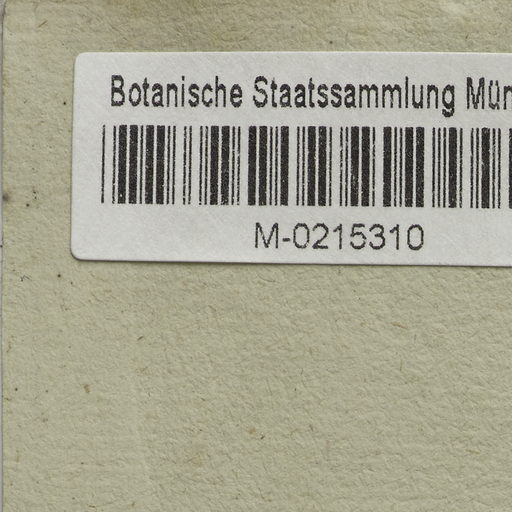 Botanische Staatssammlung Mün
M-0215310